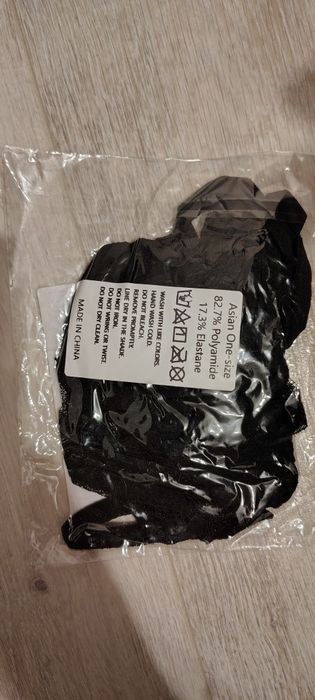 Asian One-size
82.7% Polyamide
17.3% Elastane
WASH WITH LIKE COLORS.
HAND WASH COLD.
DO NOT BLEACH.
REMOVE PROMPTLY.
LINE DRY IN THE SHADE.
DO NOT IRON.
DO NOT WRING OR TWIST.
DO NOT DRY CLEAN.
MADE IN CHINA